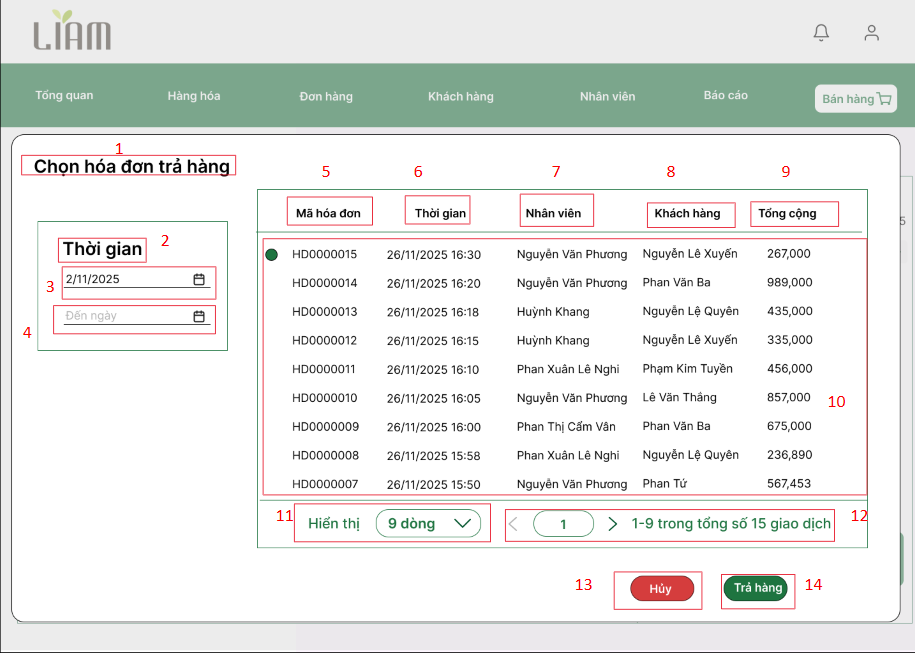 LIAM
Tổng quan Hàng hóa Đơn hàng Khách hàng Nhân viên Báo cáo Bán hàng
1
Chọn hóa đơn trả hàng
5 6 7 8 9
Mã hóa đơn Thời gian Nhân viên Khách hàng Tổng cộng
Thời gian 2
3 2/11/2025
4 Đến ngày
HD0000015 26/11/2025 16:30 Nguyễn Văn Phương Nguyễn Lê Xuyến 267,000
HD0000014 26/11/2025 16:20 Nguyễn Văn Phương Phan Văn Ba 989,000
HD0000013 26/11/2025 16:18 Huỳnh Khang Nguyễn Lệ Quyên 435,000
HD0000012 26/11/2025 16:15 Huỳnh Khang Nguyễn Lê Xuyến 335,000
HD0000011 26/11/2025 16:10 Phan Xuân Lê Nghi Phạm Kim Tuyền 456,000
HD0000010 26/11/2025 16:05 Nguyễn Văn Phương Lê Văn Thắng 857,000
10
HD0000009 26/11/2025 16:00 Phan Thị Cẩm Vân Phan Văn Ba 675,000
HD0000008 26/11/2025 15:58 Phan Xuân Lê Nghi Nguyễn Lệ Quyên 236,890
HD0000007 26/11/2025 15:50 Nguyễn Văn Phương Phan Tứ 567,453
11 Hiển thị 9 dòng 1 1-9 trong tổng số 15 giao dịch 12
13 Hủy Trả hàng 14
5